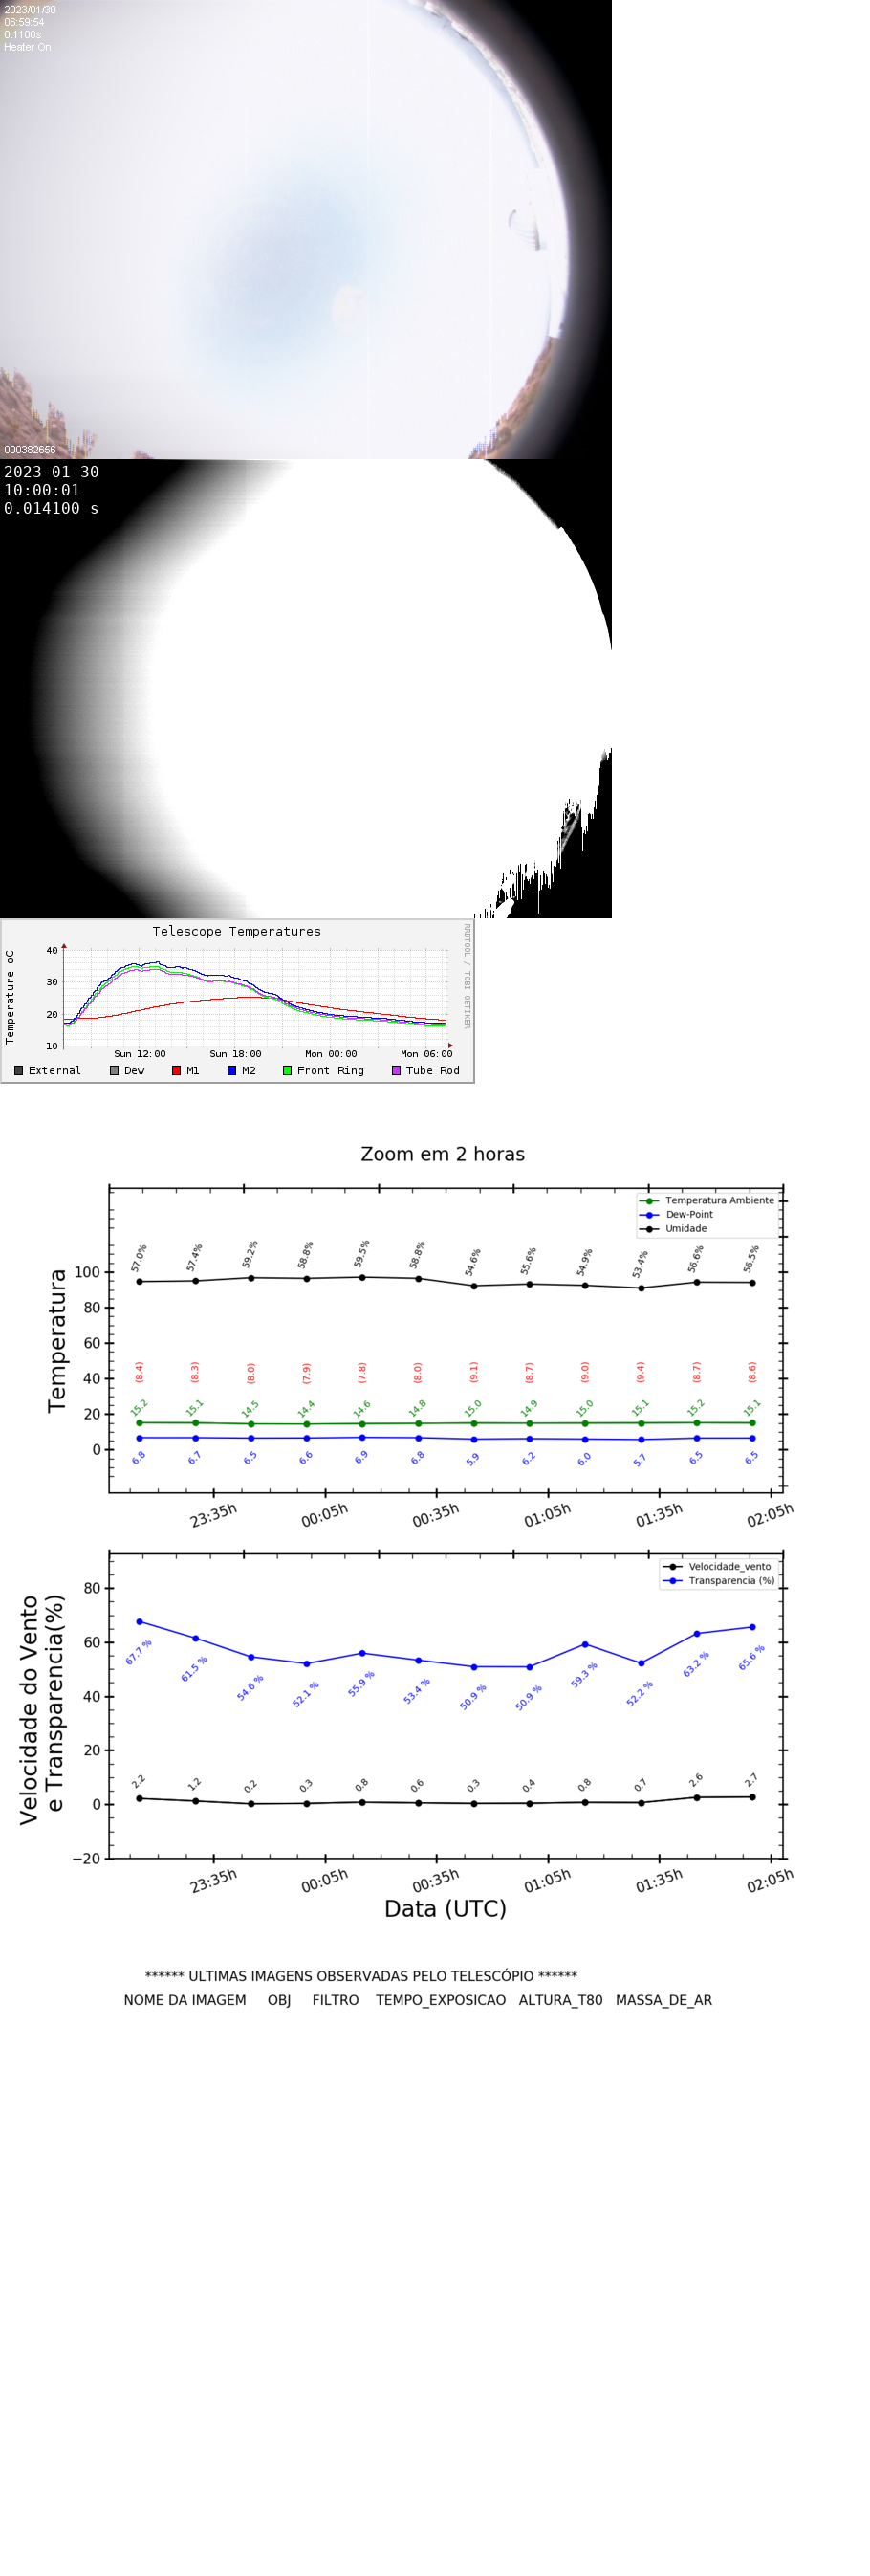 2023/01/30
06:59:54
0.1100s
Heater On
000382656
2023-01-30
10:00:01
0.014100 s
Telescope Temperatures
RRDTOOL / TOBI OETIKER
Temperature oC
40
30
20
10
Sun 12:00 Sun 18:00 Mon 00:00 Mon 06:00
External Dew M1 M2 Front Ring Tube Rod
Zoom em 2 horas
Temperatura Ambiente
Dew-Point
Umidade
57.0% 57.4% 59.2% 58.8% 59.5% 58.8% 54.6% 55.6% 54.9% 53.4% 56.6% 56.5%
Temperatura
100
80
60
40
20
0
(8.4) (8.3) (8.0) (7.9) (7.8) (8.0) (9.1) (8.7) (9.0) (9.4) (8.7) (8.6)
15.2 15.1 14.5 14.4 14.6 14.8 15.0 14.9 15.0 15.1 15.2 15.1
6.8 6.7 6.5 6.6 6.9 6.8 5.9 6.2 6.0 5.7 6.5 6.5
23:35h 00:05h 00:35h 01:05h 01:35h 02:05h
Velocidade_vento
Transparencia (%)
Velocidade do Vento
e Transparencia(%)
80
60
40
20
0
−20
67.7 % 61.5 % 54.6 % 52.1 % 55.9 % 53.4 % 50.9 % 50.9 % 59.3 % 52.2 % 63.2 % 65.6 %
2.2 1.2 0.2 0.3 0.8 0.6 0.3 0.4 0.8 0.7 2.6 2.7
23:35h 00:05h 00:35h 01:05h 01:35h 02:05h
Data (UTC)
****** ULTIMAS IMAGENS OBSERVADAS PELO TELESCÓPIO ******
NOME DA IMAGEM OBJ FILTRO TEMPO_EXPOSICAO ALTURA_T80 MASSA_DE_AR